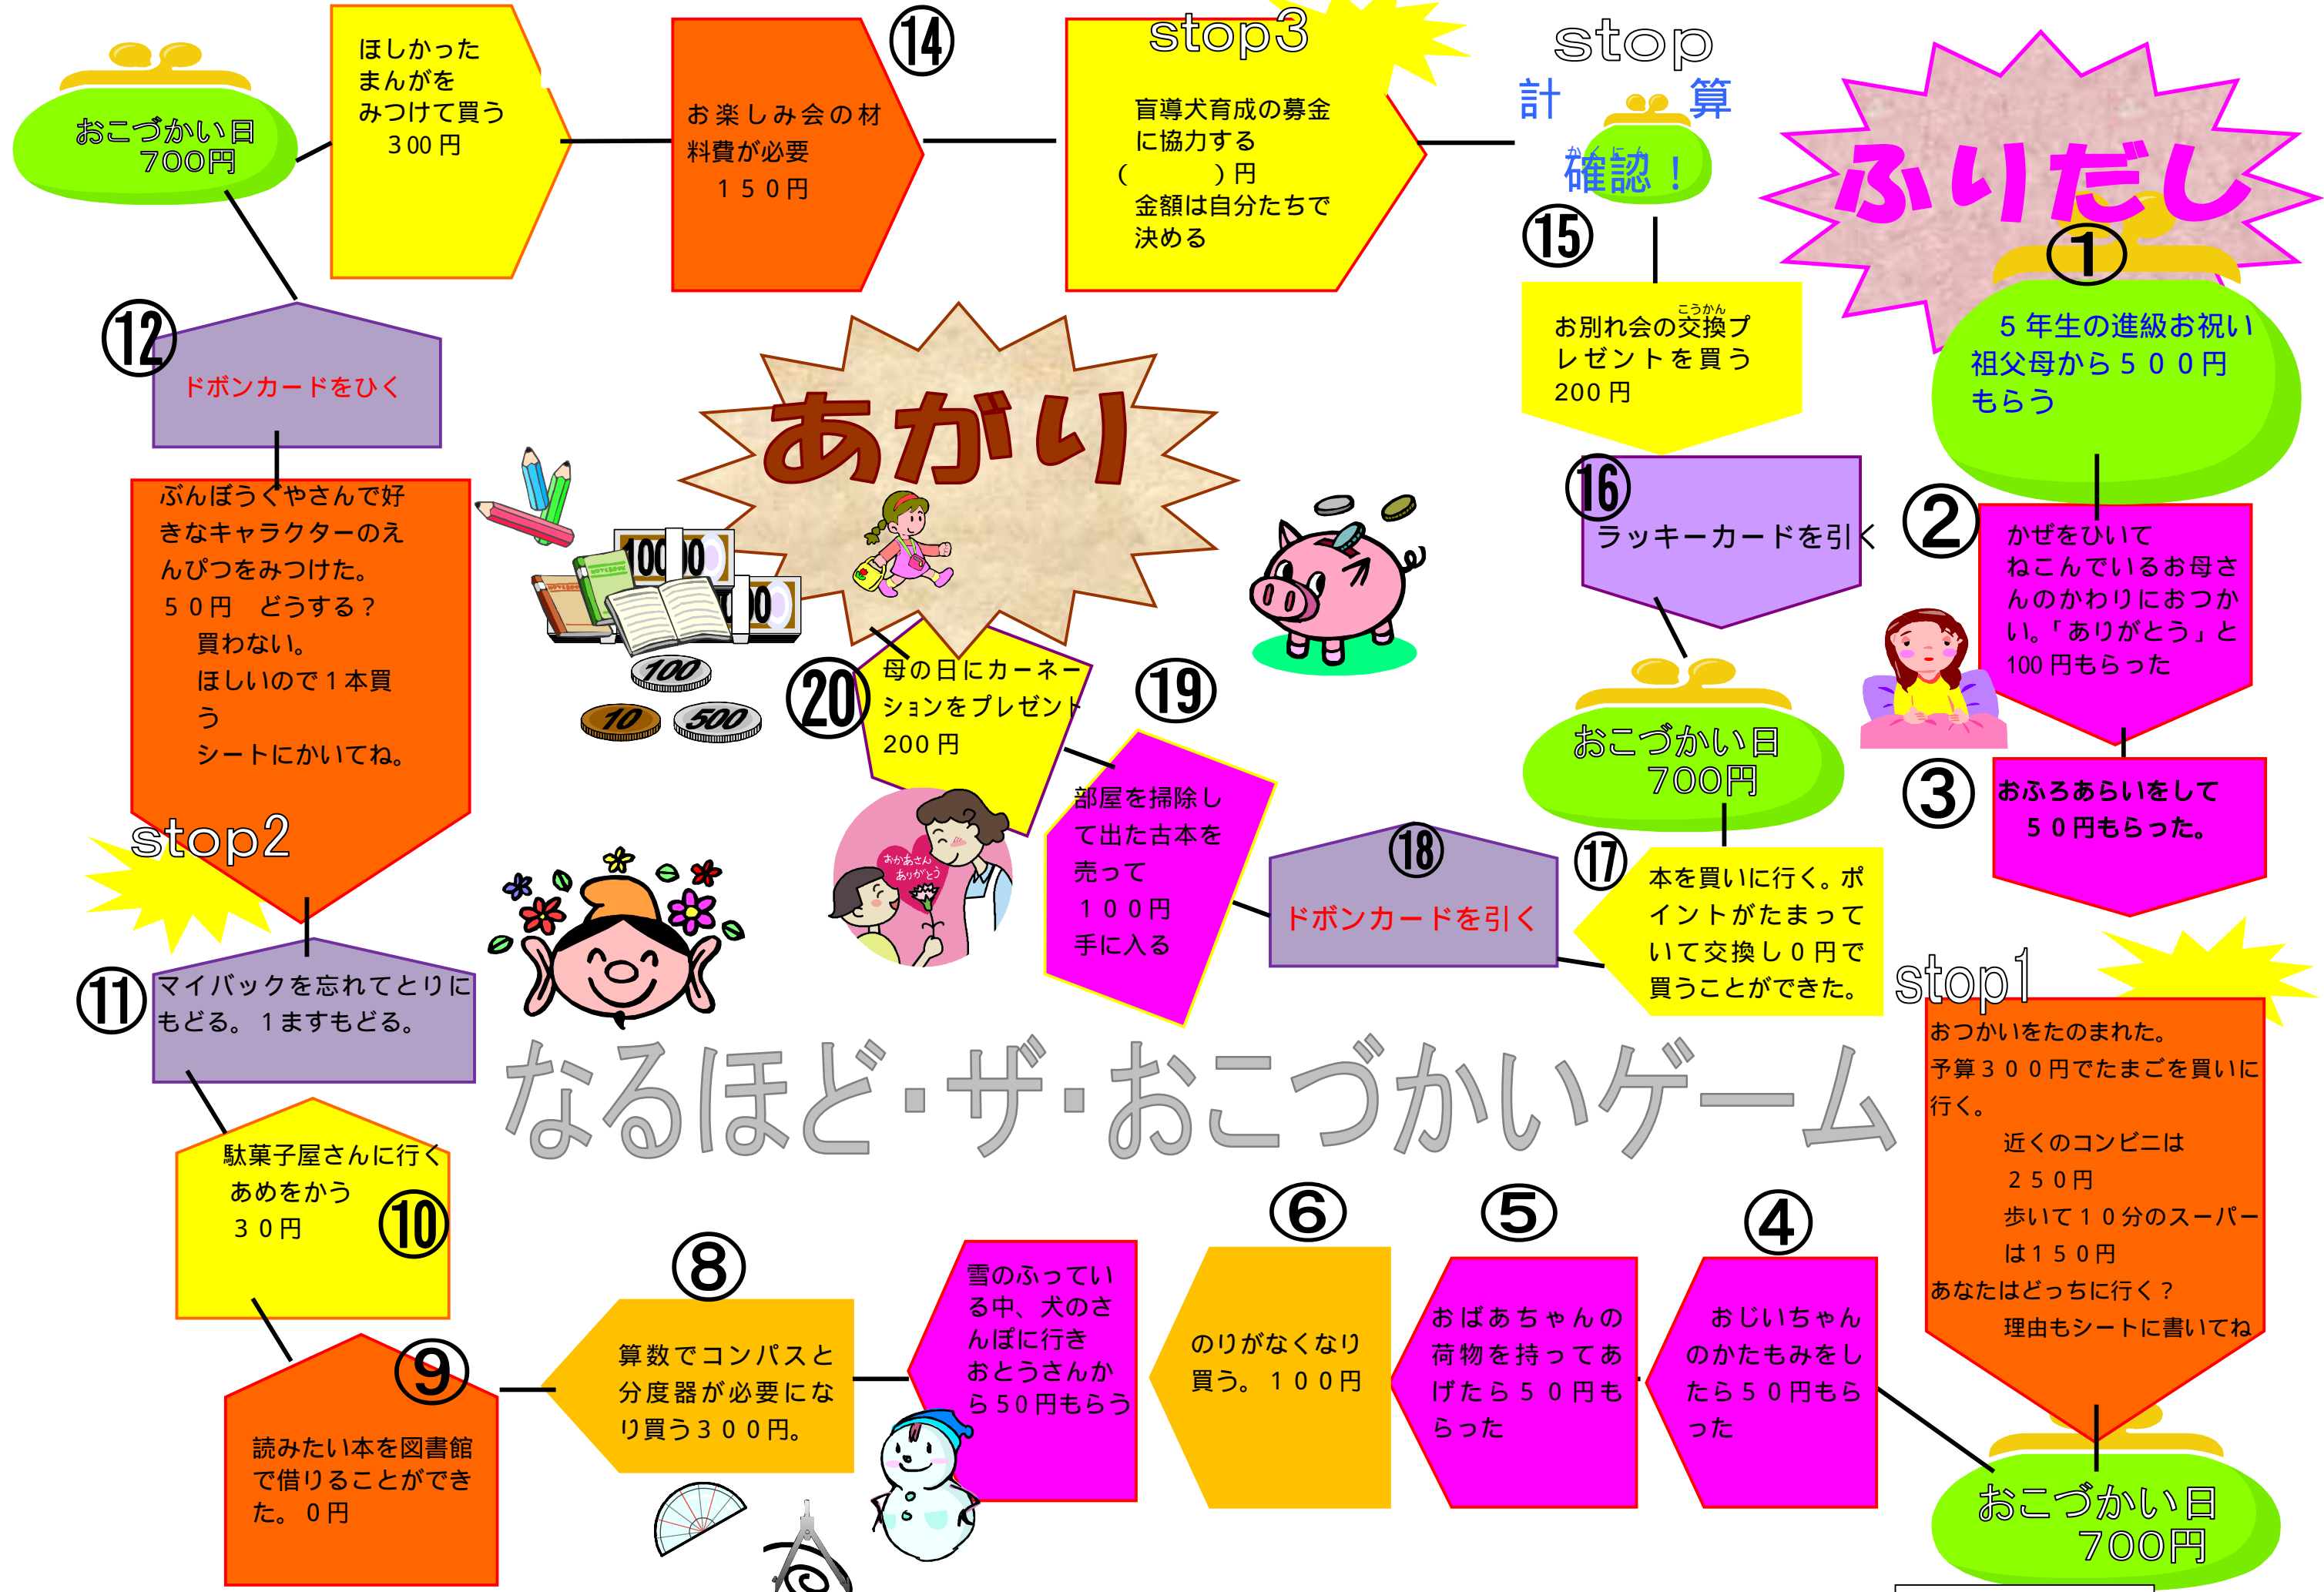 ふりだし
①
５年生の進級お祝い
祖父母から５００円
もらう
②
かぜをひいて
ねこんでいるお母さ
んのかわりにおつか
い。「ありがとう」と
100円もらった
③
おふろあらいをして
５０円もらった。
stop1
おつかいをたのまれた。
予算３００円でたまごを買いに
行く。
近くのコンビニは
２５０円
歩いて１０分のスーパー
は１５０円
あなたはどっちに行く？
理由もシートに書いてね
おこづかい日
700円
④
おじいちゃん
のかたもみをし
たら５０円もら
った
⑤
おばあちゃんの
荷物を持ってあ
げたら５０円も
らった
⑥
のりがなくなり
買う。１００円
雪のふってい
る中、犬のさ
んぽに行き
おとうさんか
ら50円もらう
⑧
算数でコンパスと
分度器が必要にな
り買う３００円。
⑨
読みたい本を図書館
で借りることができ
た。０円
⑩
駄菓子屋さんに行く
あめをかう
３０円
⑪
マイバックを忘れてとりに
もどる。１ますもどる。
stop2
ぶんぼうぐやさんで好
きなキャラクターのえ
んぴつをみつけた。
５０円　どうする？
買わない。
ほしいので１本買
う
シートにかいてね。
⑫
ドボンカードをひく
おこづかい日
700円
ほしかった
まんがを
みつけて買う
３00円
⑭
お楽しみ会の材
料費が必要
１５０円
stop3
盲導犬育成の募金
に協力する
（　　　）円
金額は自分たちで
決める
stop
計算
かくにん
確認！
⑮
こうかん
お別れ会の交換プ
レゼントを買う
200円
⑯
ラッキーカードを引く
おこづかい日
700円
⑰
本を買いに行く。ポ
イントがたまって
いて交換し０円で
買うことができた。
⑱
ドボンカードを引く
⑲
部屋を掃除し
て出た古本を
売って
１００円
手に入る
⑳
母の日にカーネー
ションをプレゼント
200円
おかあさん
ありがとう
あがり
NOTEBOOK
100
10
500
なるほど・ザ・おこづかいゲーム